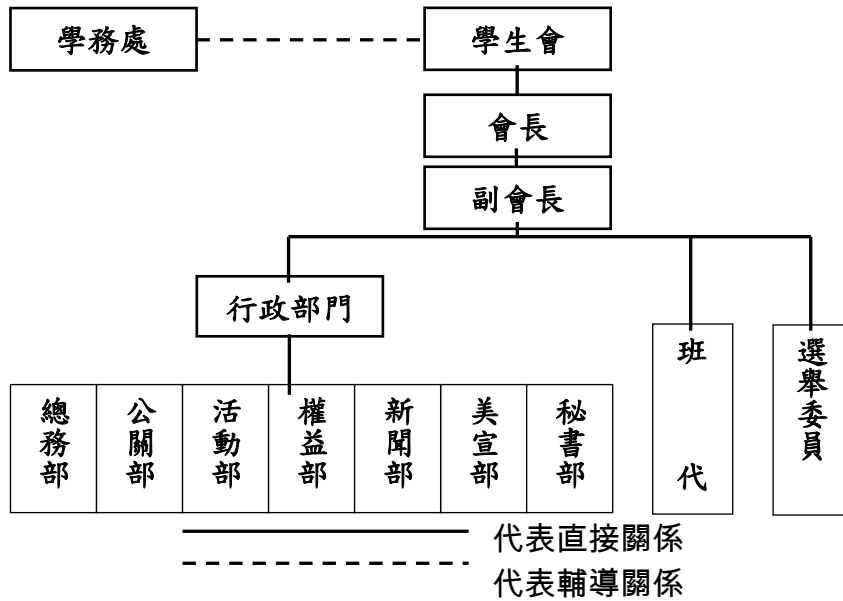 學務處
學生會
會長
副會長
行政部門
班代
選舉委員
總務部
公關部
活動部
權益部
新聞部
美宣部
秘書部
代表直接關係
代表輔導關係